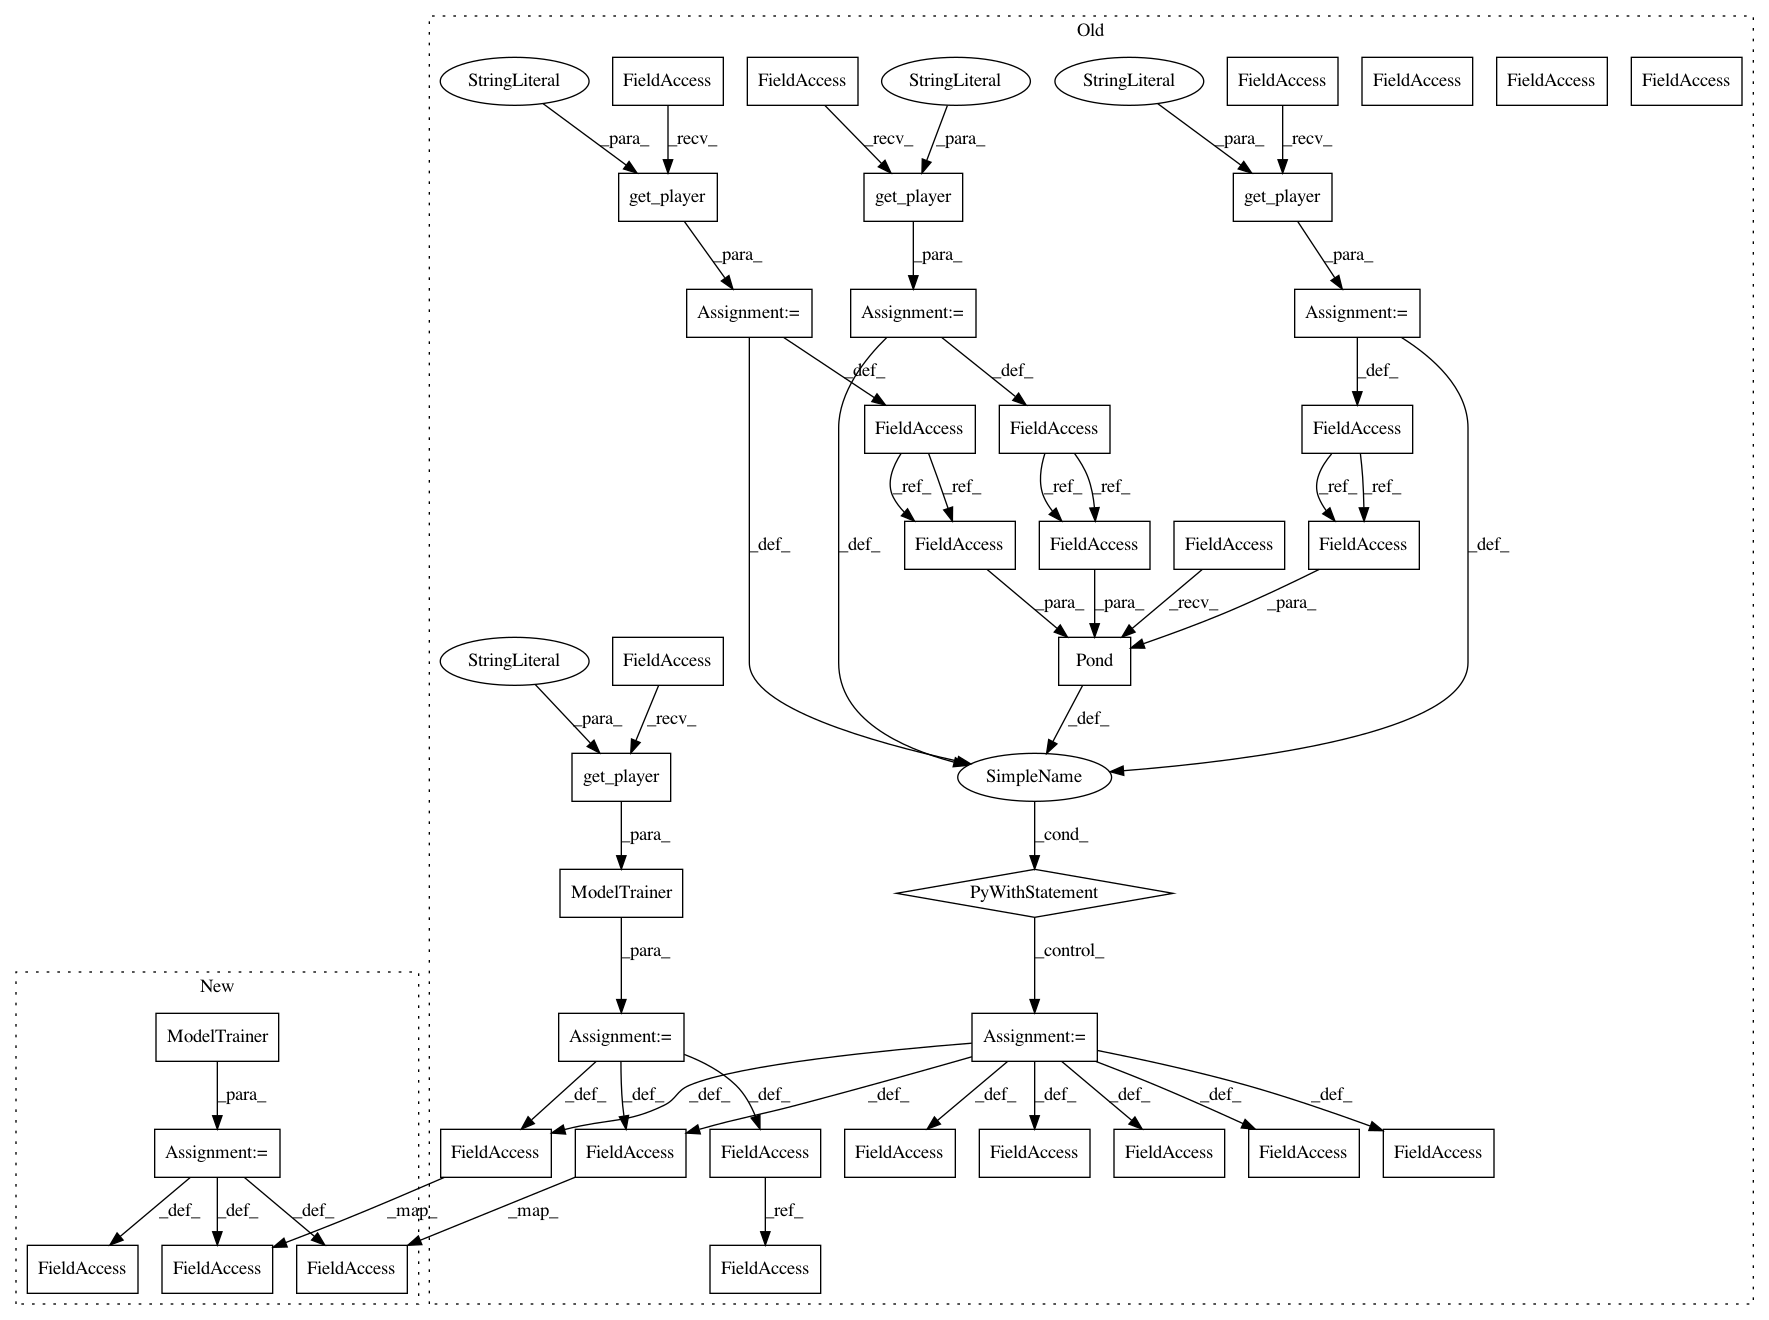 Old
StringLiteral FieldAccess FieldAccess StringLiteral StringLiteral FieldAccess FieldAccess FieldAccess FieldAccess
_para_ _recv_ _recv_ _para_ _para_ _recv_
get_player get_player get_player
_para_ _para_ _para_
Assignment:= Assignment:= Assignment:=
_def_ _def_ _def_
FieldAccess FieldAccess FieldAccess
_ref_ _ref_ _ref_ _ref_ _ref_ _ref_
_def_ _def_ _def_
FieldAccess FieldAccess FieldAccess FieldAccess
_para_ _para_ _recv_ _para_
StringLiteral FieldAccess Pond
_para_ _recv_ _def_
get_player SimpleName
_para_ _cond_
ModelTrainer PyWithStatement
_para_ _control_
New
ModelTrainer Assignment:= Assignment:=
_para_ _def_ _def_ _def_ _def_ _def_ _def_ _def_ _def_ _def_ _def_
Assignment:= FieldAccess FieldAccess FieldAccess FieldAccess FieldAccess FieldAccess FieldAccess FieldAccess
_def_ _def_ _def_ _map_ _map_ _ref_
FieldAccess FieldAccess FieldAccess FieldAccess